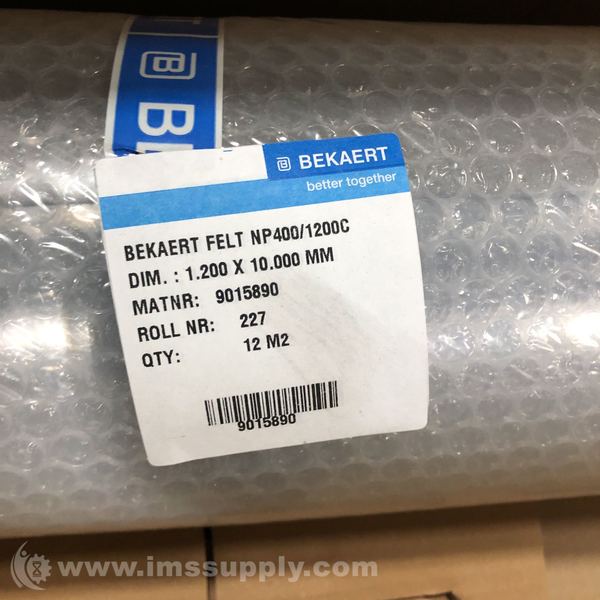 BEKAERT
better together
BEKAERT FELT NP400/1200C
DIM. : 1.200 X 10.000 MM
MATNR: 9015890
ROLL NR: 227
QTY: 12 M2
9015890
www.imssupply.com